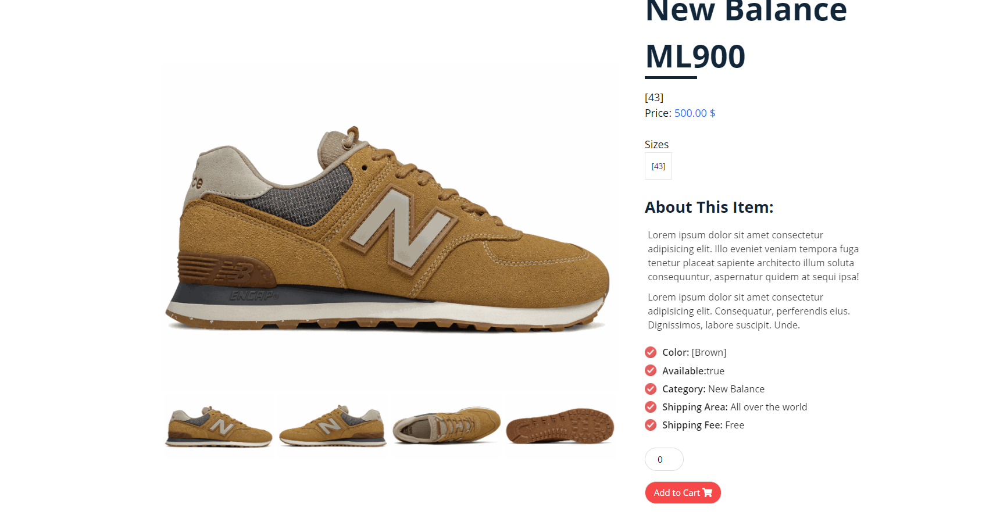 New Balance
ML900
[43]
Price: 500.00 $
Sizes
[43]
About This Item:
Lorem ipsum dolor sit amet consectetur
adipisicing elit. Illo eveniet veniam tempora fuga
tenetur placeat sapiente architecto illum soluta
consequuntur, aspernatur quidem at sequi ipsa!
Lorem ipsum dolor sit amet consectetur
adipisicing elit. Consequatur, perferendis eius.
Dignissimos, labore suscipit. Unde.
Color: [Brown]
Available:true
Category: New Balance
Shipping Area: All over the world
Shipping Fee: Free
0
Add to Cart
ce
N
NB
ENCAP®